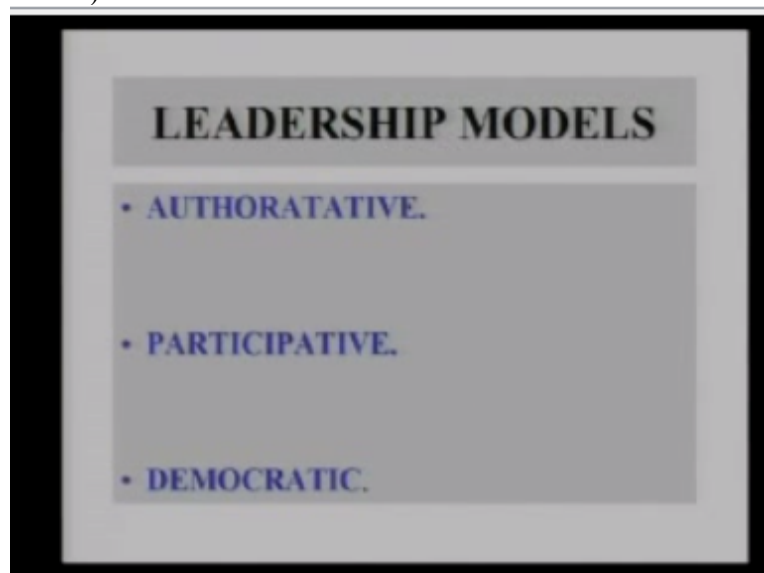 LEADERSHIP MODELS
• AUTHORATATIVE.
• PARTICIPATIVE.
• DEMOCRATIC.